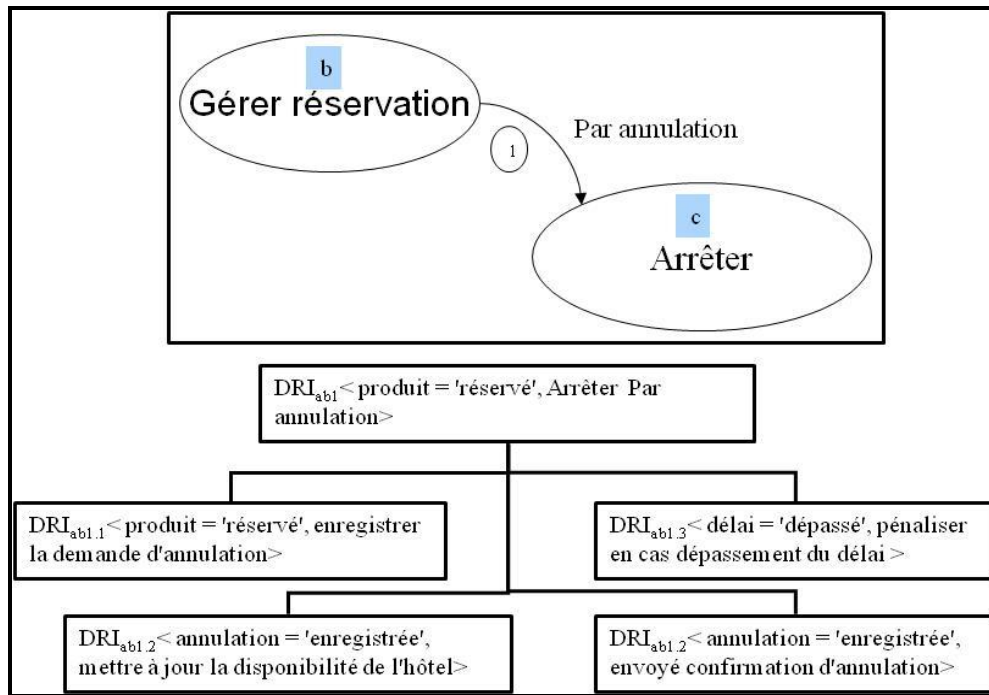 b
Gérer réservation
1
Par annulation
c
Arrêter
DRIab1< produit = 'réservé', Arrêter Par
annulation>
DRIab1.1< produit = 'réservé', enregistrer
la demande d'annulation>
DRIab1.3< délai = 'dépassé', pénaliser
en cas dépassement du délai >
DRIab1.2< annulation = 'enregistrée',
mettre à jour la disponibilité de l'hôtel>
DRIab1.2< annulation = 'enregistrée',
envoyé confirmation d'annulation>